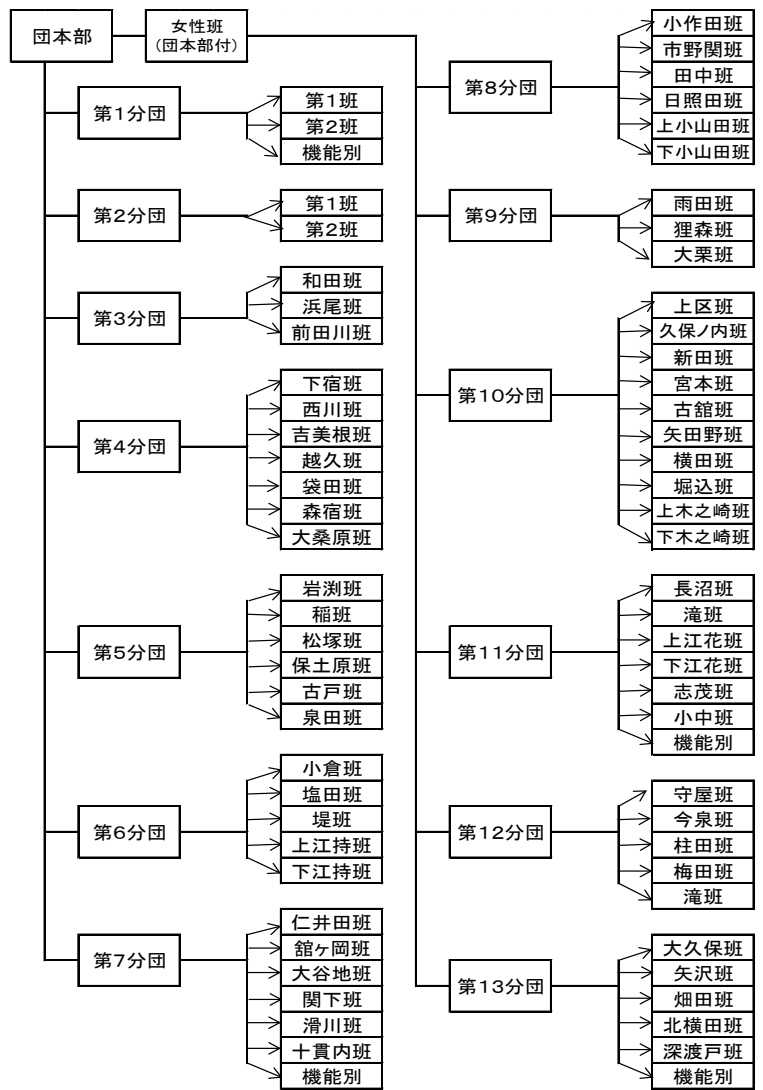 団本部
女性班
(団本部付)
第1分団
第1班
第2班
機能別
第2分団
第1班
第2班
第3分団
和田班
浜尾班
前田川班
第4分団
下宿班
西川班
吉美根班
越久班
袋田班
森宿班
大桑原班
第5分団
岩渕班
稲班
松塚班
保土原班
古戸班
泉田班
第6分団
小倉班
塩田班
堤班
上江持班
下江持班
第7分団
仁井田班
舘ヶ岡班
大谷地班
関下班
滑川班
十貫内班
機能別
第8分団
小作田班
市野関班
田中班
日照田班
上小山田班
下小山田班
第9分団
雨田班
狸森班
大栗班
第10分団
上区班
久保ノ内班
新田班
宮本班
古舘班
矢田野班
横田班
堀込班
上木之崎班
下木之崎班
第11分団
長沼班
滝班
上江花班
下江花班
志茂班
小中班
機能別
第12分団
守屋班
今泉班
柱田班
梅田班
滝班
第13分団
大久保班
矢沢班
畑田班
北横田班
深渡戸班
機能別